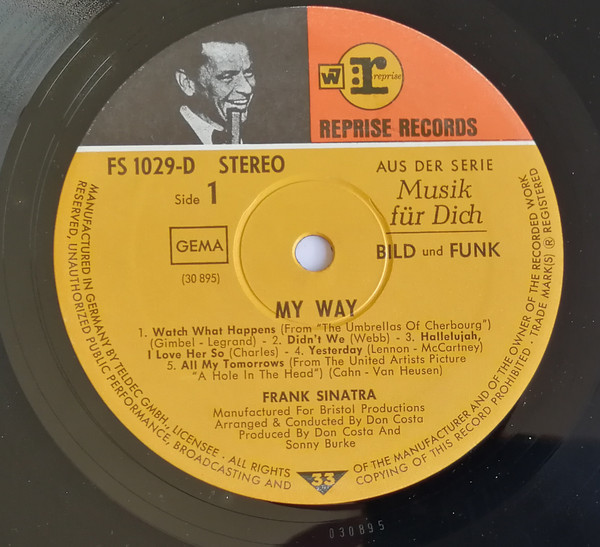 W
r
reprise
REPRISE RECORDS
FS 1029-D STEREO
Side 1
AUS DER SERIE
Musik
für Dich
BILD und FUNK
GEMA
(30 895)
MY WAY
1. Watch What Happens (From "The Umbrellas Of Cherbourg")
(Gimbel - Legrand) - 2. Didn't We (Webb) - 3. Hallelujah,
I Love Her So (Charles) - 4. Yesterday (Lennon - McCartney)
5. All My Tomorrows (From The United Artists Picture
"A Hole In The Head") (Cahn - Van Heusen)
FRANK SINATRA
Manufactured For Bristol Productions
Arranged & Conducted By Don Costa
Produced By Don Costa And
Sonny Burke
MANUFACTURED IN GERMANY BY TELDEC GMBH., LICENSEE · ALL RIGHTS OF THE MANUFACTURER AND OF THE OWNER OF THE RECORDED WORK
RESERVED, UNAUTHORIZED PUBLIC PERFORMANCE, BROADCASTING AND COPYING OF THIS RECORD PROHIBITED · TRADE MARK(S) ® REGISTERED
33
030895